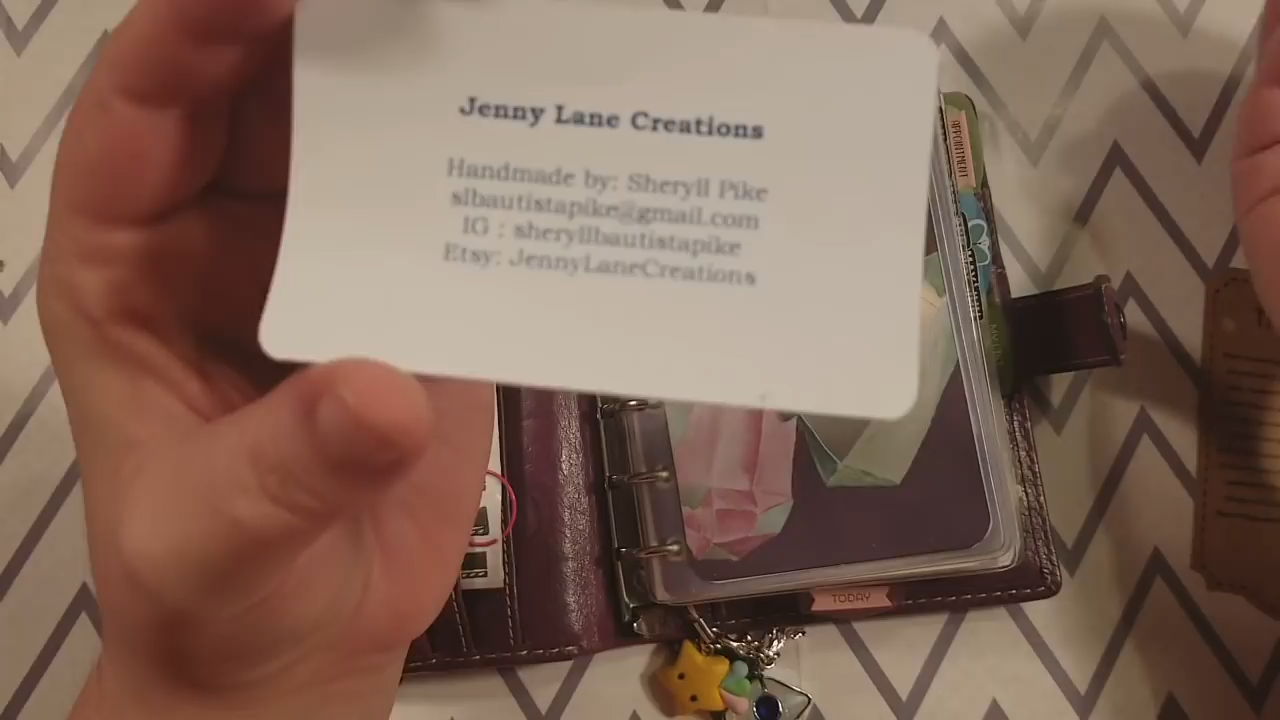 Jenny Lane Creations
Handmade by: Sheryll Pike
slbautistapike@gmail.com
IG : sheryllbautistapike
Etsy: JennyLaneCreations
APPOINTMENT
TODAY